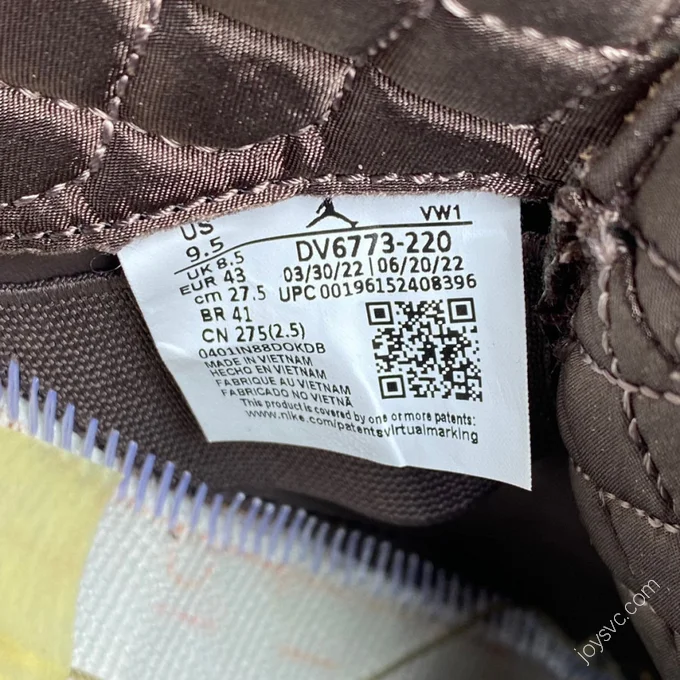 US
9.5
VW1
UK 8.5
DV6773-220
EUR 43
03/30/22 | 06/20/22
cm 27.5
UPC 00196152408396
BR 41
CN 275(2.5)
0401IN88DOKDB
MADE IN VIETNAM
HECHO EN VIETNAM
FABRIQUE AU VIETNAM
FABRICADO NO VIETNÃ
This product is covered by one or more patents:
www.nike.com/patentsvirtualmarking
joysvc.com